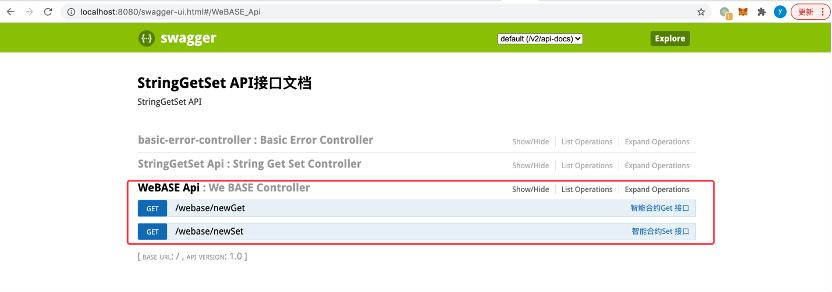 localhost:8080/swagger-ui.html#/WeBASE_Api
y
更新
swagger
default (/v2/api-docs)
Explore
StringGetSet API接口文档
StringGetSet API
basic-error-controller : Basic Error Controller
Show/Hide List Operations Expand Operations
StringGetSet Api : String Get Set Controller
Show/Hide List Operations Expand Operations
WeBASE Api : We BASE Controller
Show/Hide List Operations Expand Operations
GET /webase/newGet 智能合约Get 接口
GET /webase/newSet 智能合约Set 接口
[ BASE URL: / , API VERSION: 1.0 ]